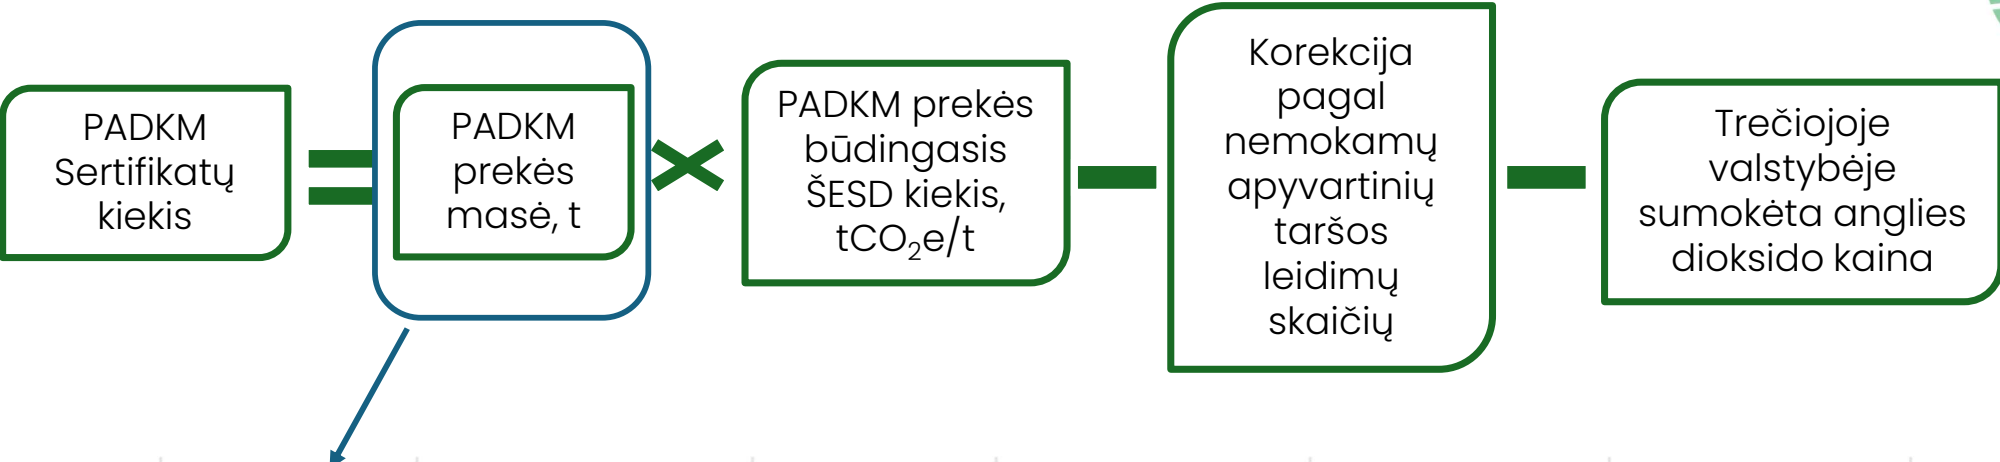 PADKM
Sertifikatų
kiekis
PADKM
prekės
masė, t
PADKM prekės
būdingasis
ŠESD kiekis,
tCO₂e/t
Korekcija
pagal
nemokamų
apyvartinių
taršos
leidimų
skaičių
Trečiojoje
valstybėje
sumokėta anglies
dioksido kaina